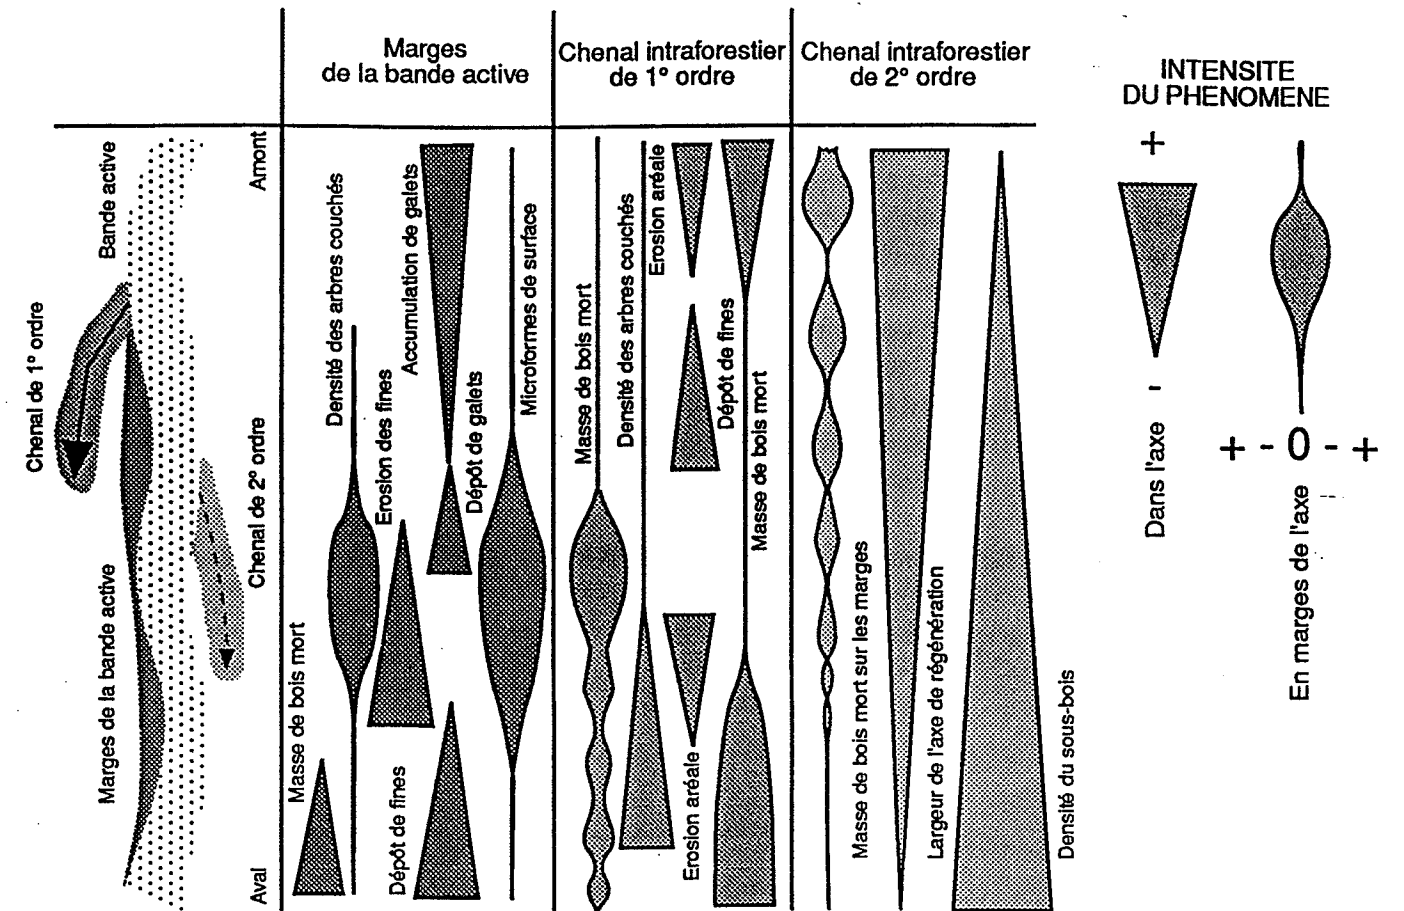 Marges
de la bande active
Chenal intraforestier
de 1° ordre
Chenal intraforestier
de 2° ordre
INTENSITE
DU PHENOMENE
Chenal de 1° ordre
Bande active
Marges de la bande active
Amont
Chenal de 2° ordre
Aval
Masse de bois mort
Densité des arbres couchés
Erosion des fines
Dépôt de fines
Accumulation de galets
Dépôt de galets
Microformes de surface
Masse de bois mort
Densité des arbres couchés
Erosion aréale
Erosion aréale
Dépôt de fines
Masse de bois mort
Masse de bois mort sur les marges
Largeur de l'axe de régénération
Densité du sous-bois
+
-
Dans l'axe
+ - 0 - +
En marges de l'axe